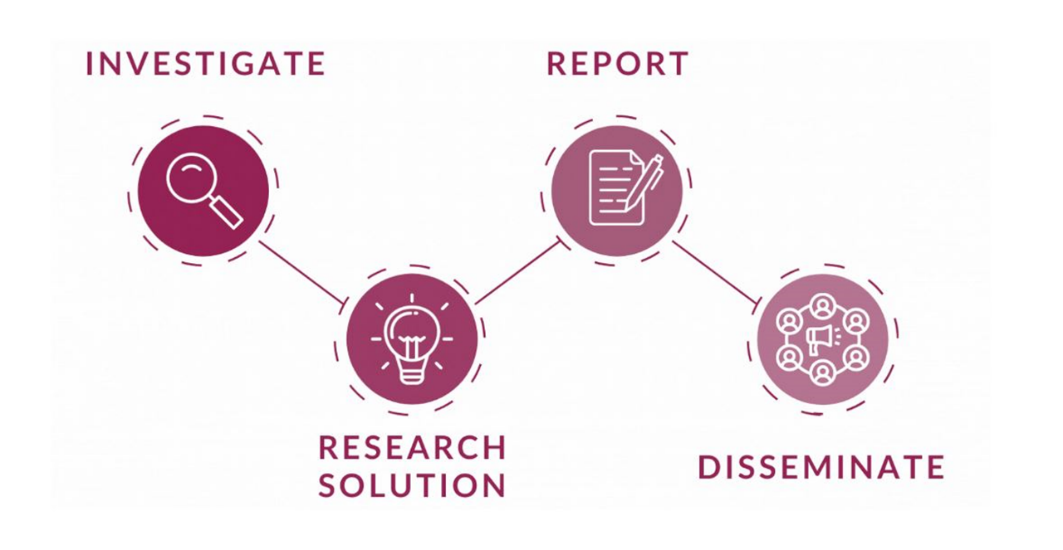 INVESTIGATE
RESEARCH
SOLUTION
REPORT
DISSEMINATE